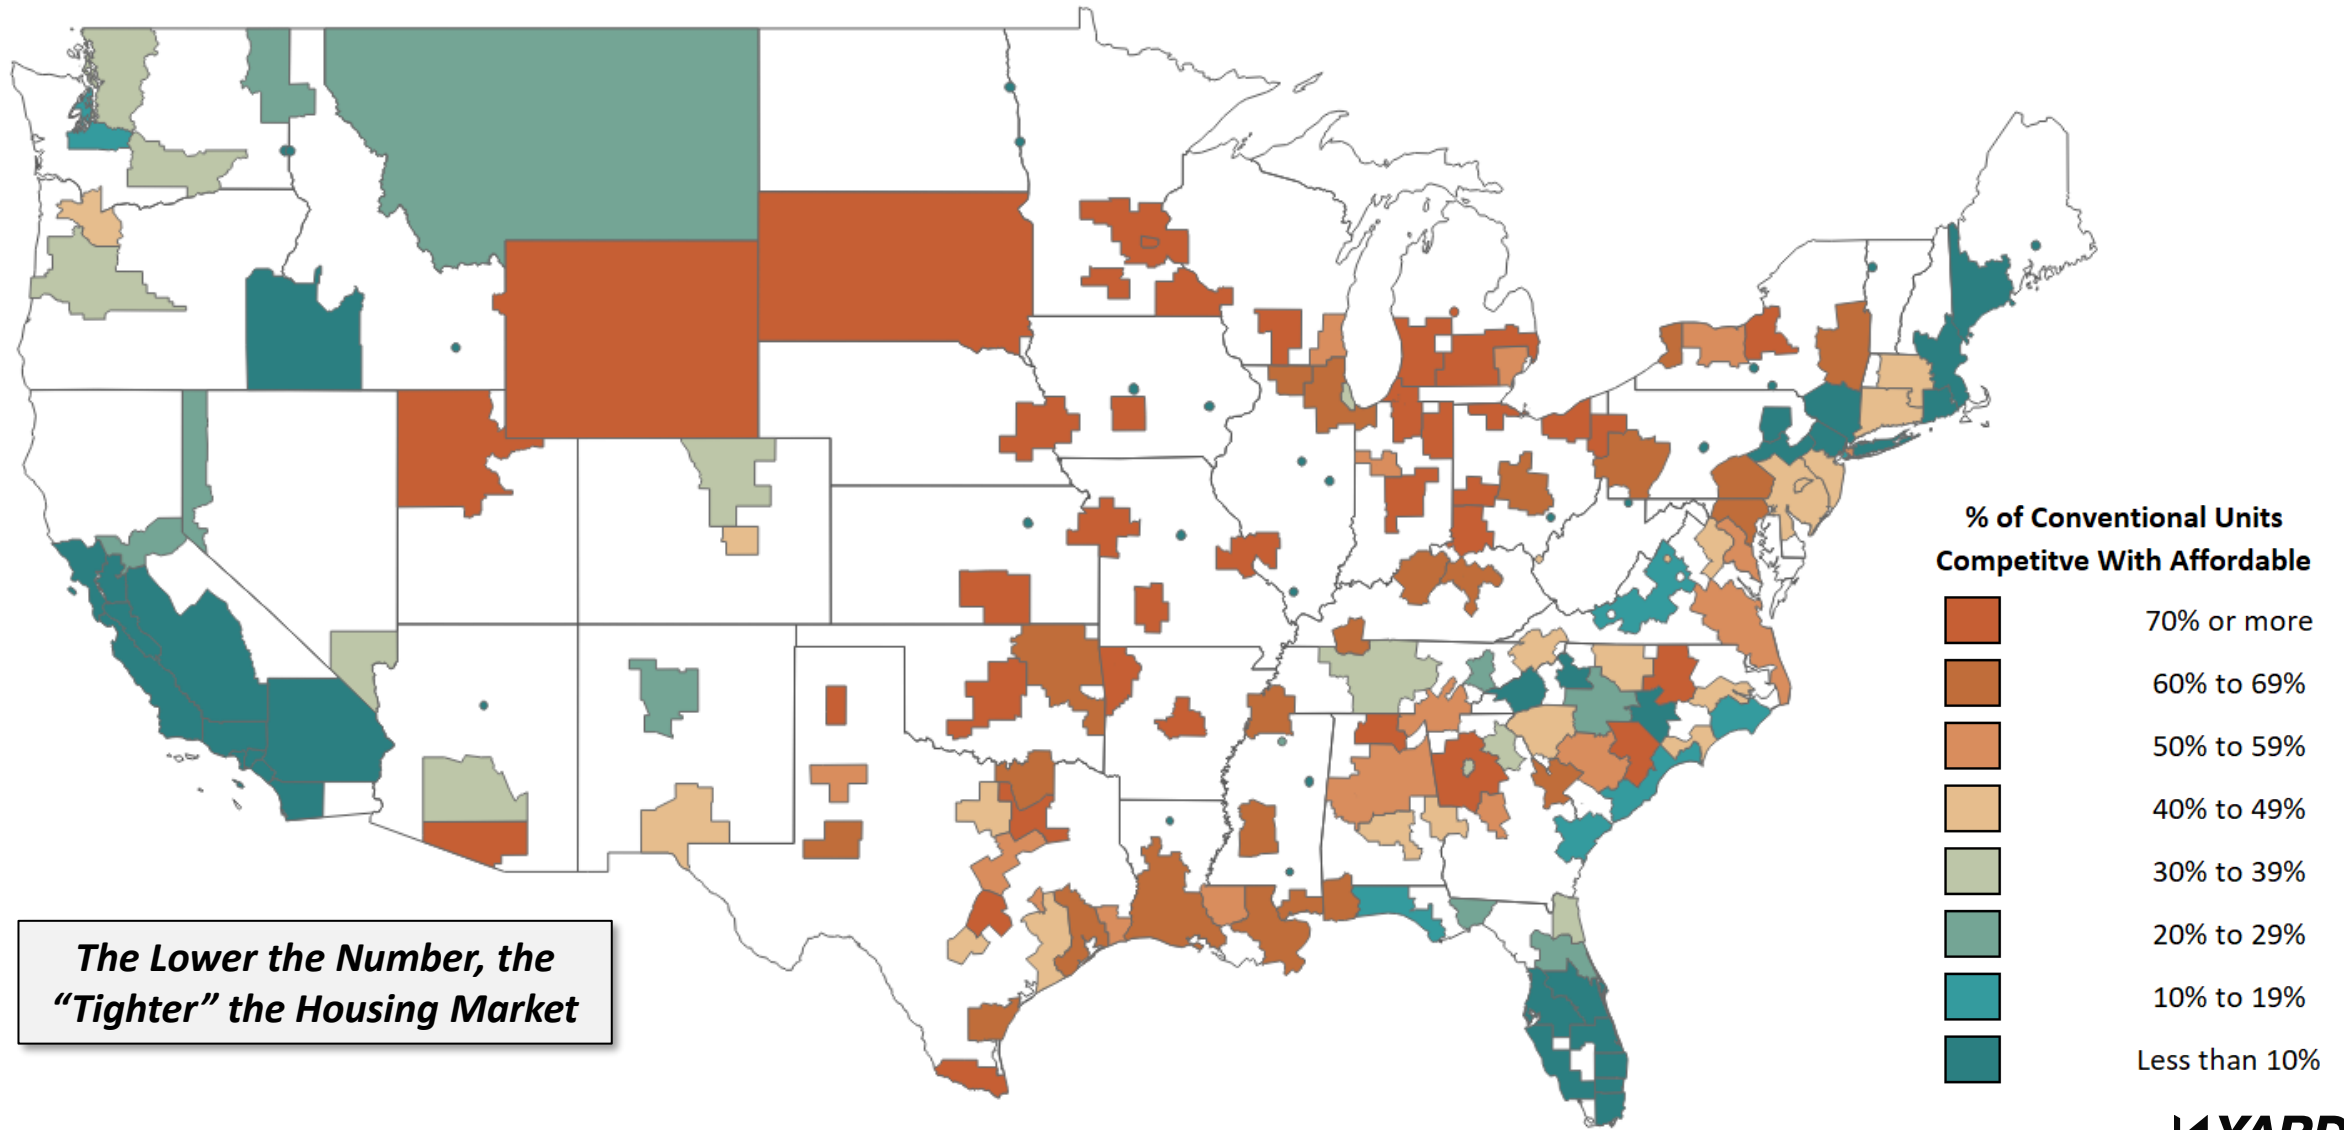 % of Conventional Units
Competitve With Affordable
70% or more
60% to 69%
50% to 59%
40% to 49%
30% to 39%
20% to 29%
10% to 19%
Less than 10%
The Lower the Number, the
“Tighter” the Housing Market